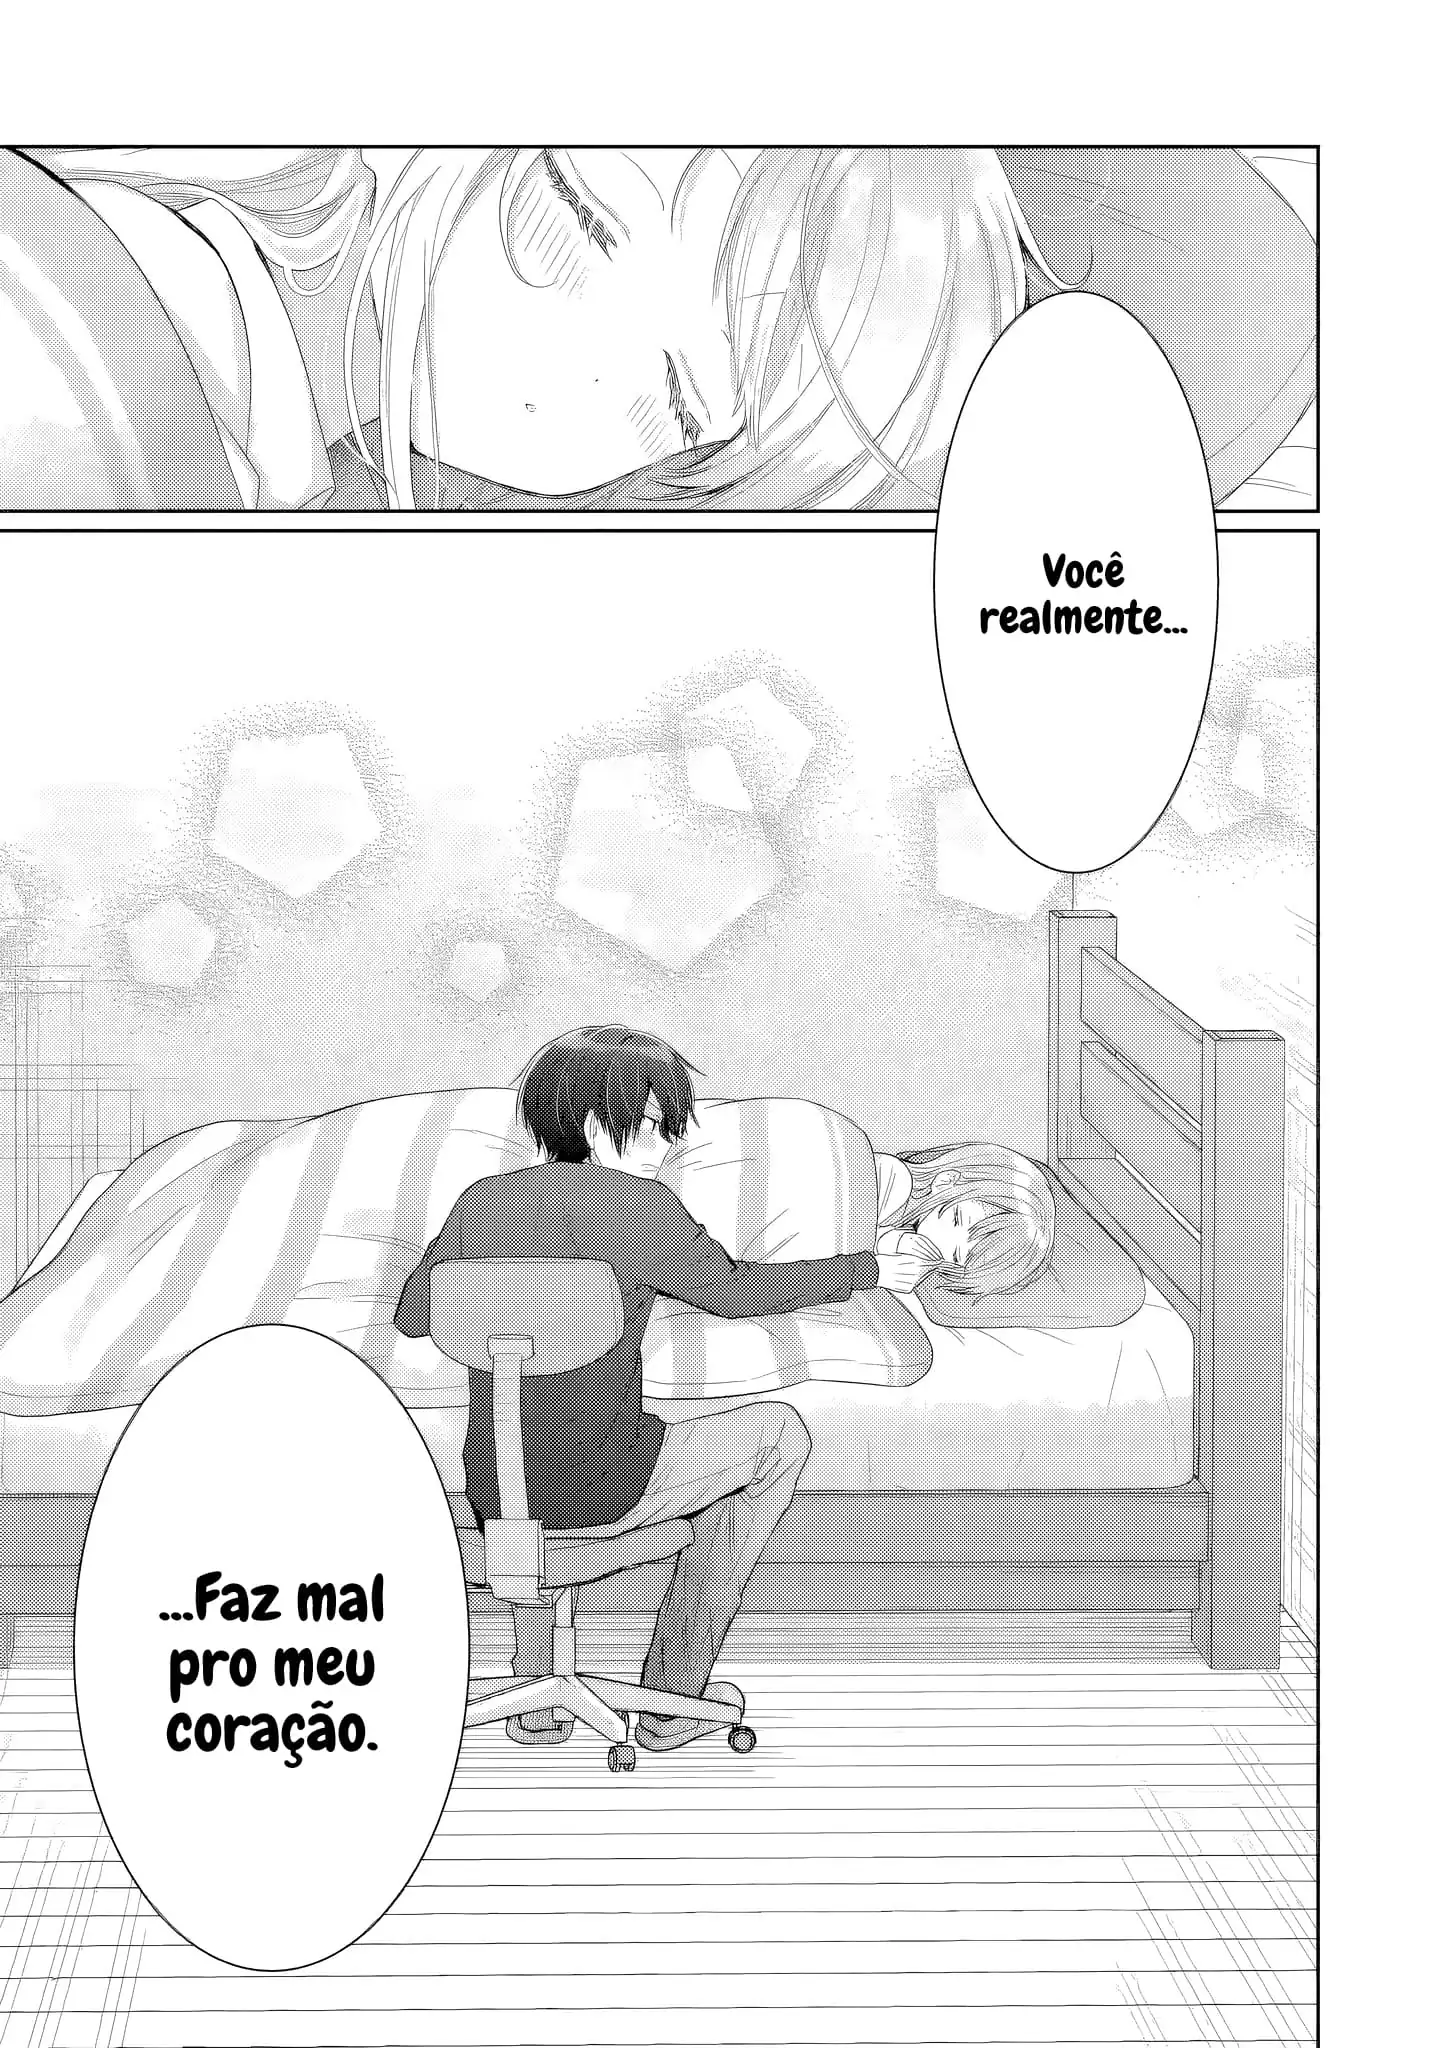 Você
realmente...
...Faz mal
pro meu
coração.